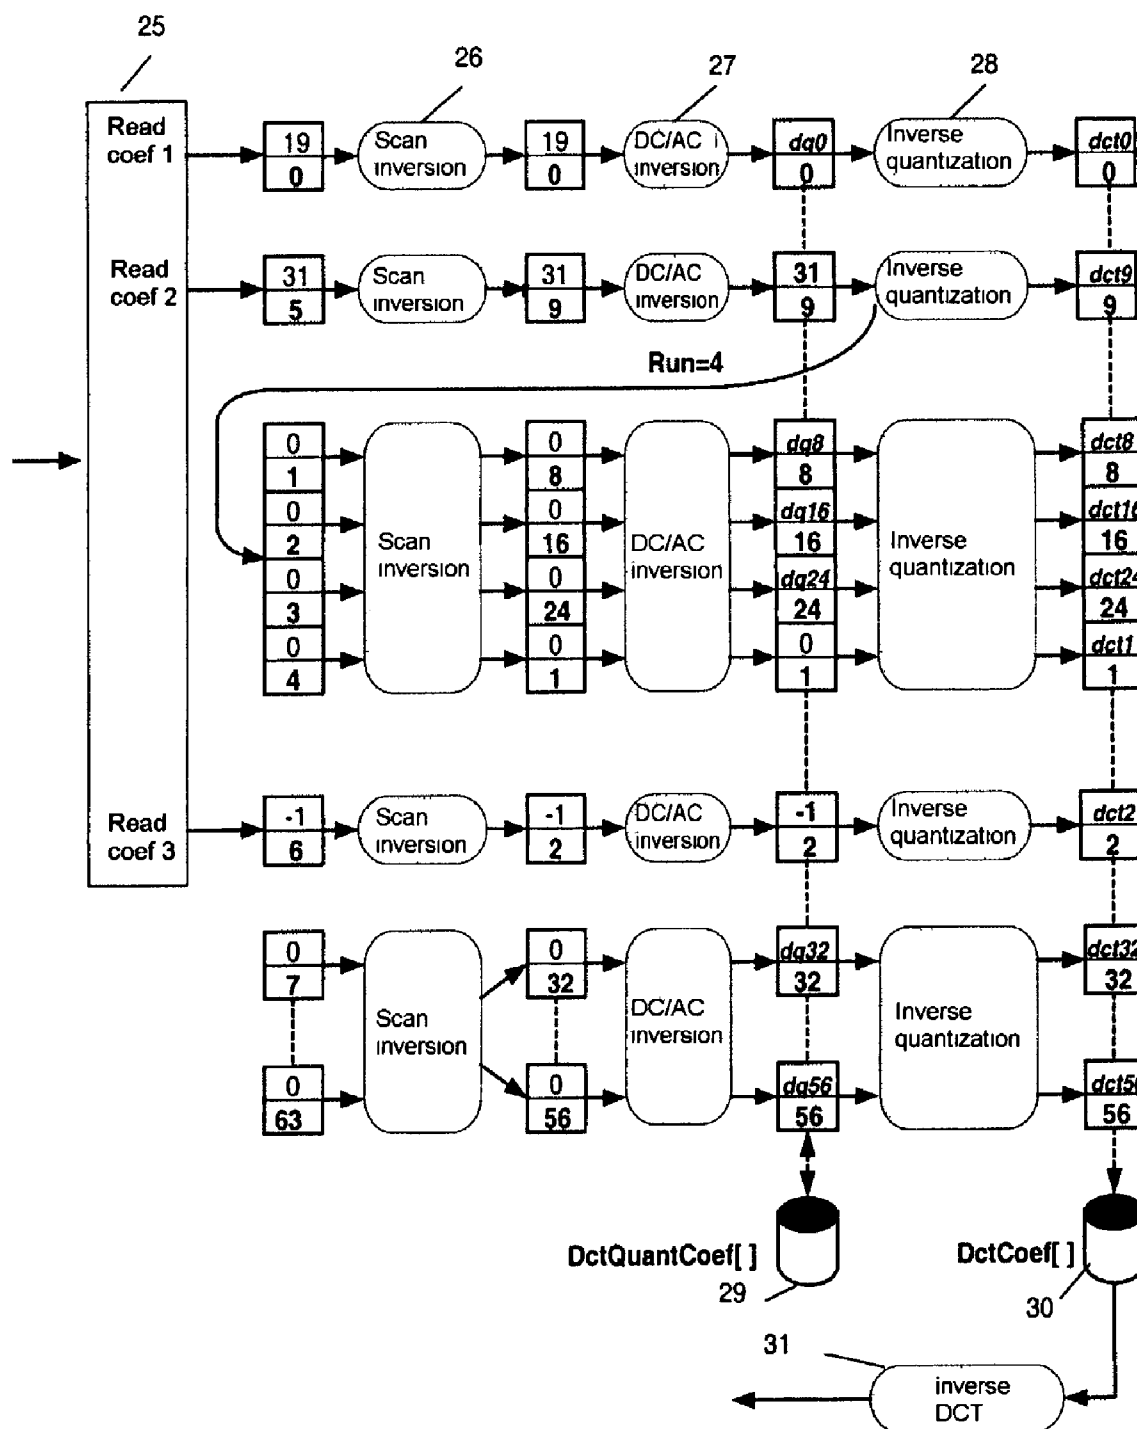 25
26
27
28
Read
coef 1
19
0
Scan
inversion
19
0
DC/AC
inversion
dq0
0
Inverse
quantization
dct0
0
Read
coef 2
31
5
Scan
inversion
31
9
DC/AC
inversion
31
9
Inverse
quantization
dct9
9
Run=4
0
1
0
2
0
3
0
4
Scan
inversion
0
8
0
16
0
24
0
1
DC/AC
inversion
dq8
8
dq16
16
dq24
24
0
1
Inverse
quantization
dct8
8
dct16
16
dct24
24
dct1
1
Read
coef 3
-1
6
Scan
inversion
-1
2
DC/AC
inversion
-1
2
Inverse
quantization
dct2
2
0
7
0
63
Scan
inversion
0
32
0
56
DC/AC
inversion
dq32
32
dq56
56
Inverse
quantization
dct32
32
dct56
56
DctQuantCoef[ ]
29
DctCoef[ ]
30
31
inverse
DCT